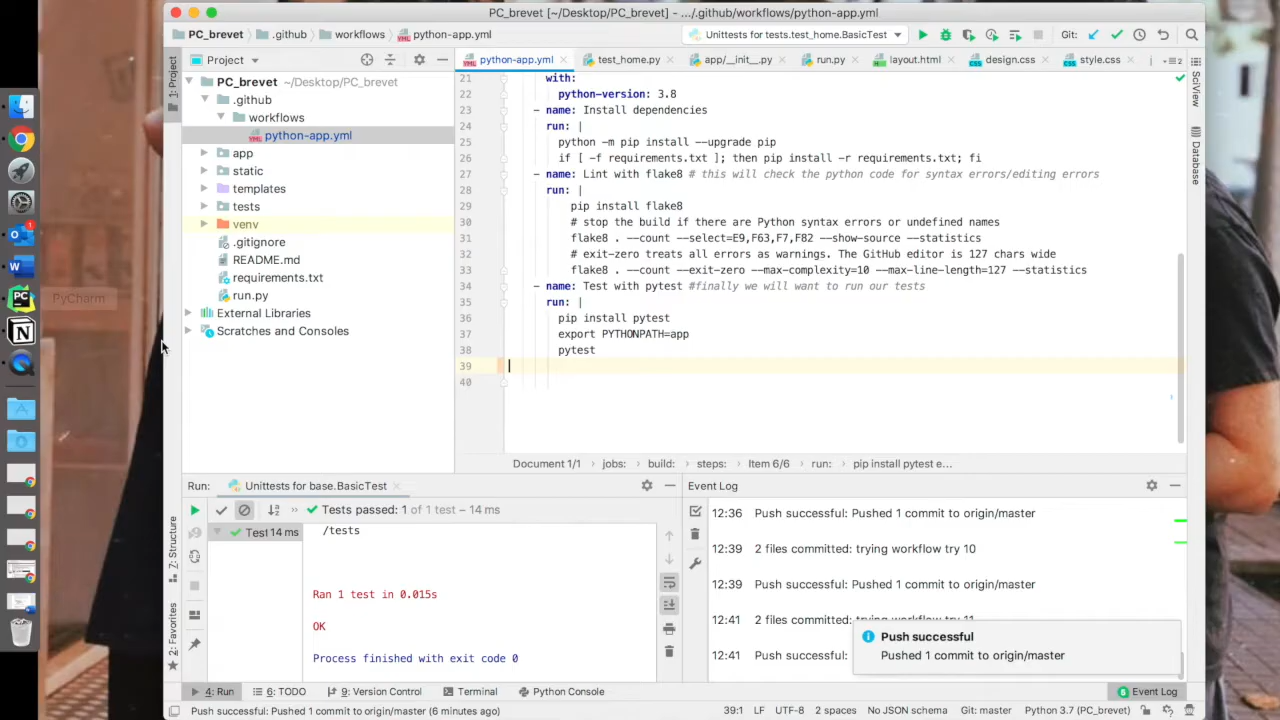 PC_brevet [~/Desktop/PC_brevet] - .../.github/workflows/python-app.yml
PC_brevet .github workflows python-app.yml
Unittests for tests.test_home.BasicTest
Git:
1: Project
Project
python-app.yml test_home.py app/__init__.py run.py layout.html design.css style.css
PC_brevet ~/Desktop/PC_brevet
.github
workflows
python-app.yml
app
static
templates
tests
venv
.gitignore
README.md
requirements.txt
run.py
External Libraries
Scratches and Consoles
PyCharm
21 with:
22 python-version: 3.8
23 - name: Install dependencies
24 run: |
25 python -m pip install --upgrade pip
26 if [ -f requirements.txt ]; then pip install -r requirements.txt; fi
27 - name: Lint with flake8 # this will check the python code for syntax errors/editing errors
28 run: |
29 pip install flake8
30 # stop the build if there are Python syntax errors or undefined names
31 flake8 . --count --select=E9,F63,F7,F82 --show-source --statistics
32 # exit-zero treats all errors as warnings. The GitHub editor is 127 chars wide
33 flake8 . --count --exit-zero --max-complexity=10 --max-line-length=127 --statistics
34 - name: Test with pytest #finally we will want to run our tests
35 run: |
36 pip install pytest
37 export PYTHONPATH=app
38 pytest
39
40
SciView
Database
Document 1/1 jobs: build: steps: Item 6/6 run: pip install pytest e...
Run: Unittests for base.BasicTest
Tests passed: 1 of 1 test – 14 ms
Test 14 ms
/tests
Ran 1 test in 0.015s
OK
Process finished with exit code 0
7: Structure
2: Favorites
Event Log
12:36 Push successful: Pushed 1 commit to origin/master
12:39 2 files committed: trying workflow try 10
12:39 Push successful: Pushed 1 commit to origin/master
12:41 2 files committed: trying workflow try 11
12:41 Push successful:
Push successful
Pushed 1 commit to origin/master
4: Run 6: TODO 9: Version Control Terminal Python Console
6 Event Log
Push successful: Pushed 1 commit to origin/master (6 minutes ago)
39:1 LF UTF-8 2 spaces No JSON schema Git: master Python 3.7 (PC_brevet)